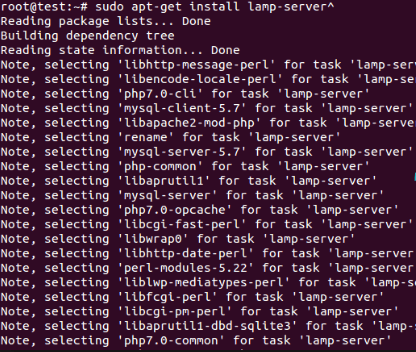 root@test:~# sudo apt-get install lamp-server^
Reading package lists... Done
Building dependency tree
Reading state information... Done
Note, selecting 'libhttp-message-perl' for task 'lamp-ser
Note, selecting 'libencode-locale-perl' for task 'lamp-se
Note, selecting 'php7.0-cli' for task 'lamp-server'
Note, selecting 'mysql-client-5.7' for task 'lamp-server'
Note, selecting 'libapache2-mod-php' for task 'lamp-serve
Note, selecting 'rename' for task 'lamp-server'
Note, selecting 'mysql-server-5.7' for task 'lamp-server'
Note, selecting 'php-common' for task 'lamp-server'
Note, selecting 'libaprutil1' for task 'lamp-server'
Note, selecting 'mysql-server' for task 'lamp-server'
Note, selecting 'php7.0-opcache' for task 'lamp-server'
Note, selecting 'libcgi-fast-perl' for task 'lamp-server'
Note, selecting 'libwrap0' for task 'lamp-server'
Note, selecting 'libhttp-date-perl' for task 'lamp-server
Note, selecting 'perl-modules-5.22' for task 'lamp-server
Note, selecting 'liblwp-mediatypes-perl' for task 'lamp-s
Note, selecting 'libfcgi-perl' for task 'lamp-server'
Note, selecting 'libcgi-pm-perl' for task 'lamp-server'
Note, selecting 'libaprutil1-dbd-sqlite3' for task 'lamp-
Note, selecting 'php7.0-common' for task 'lamp-server'